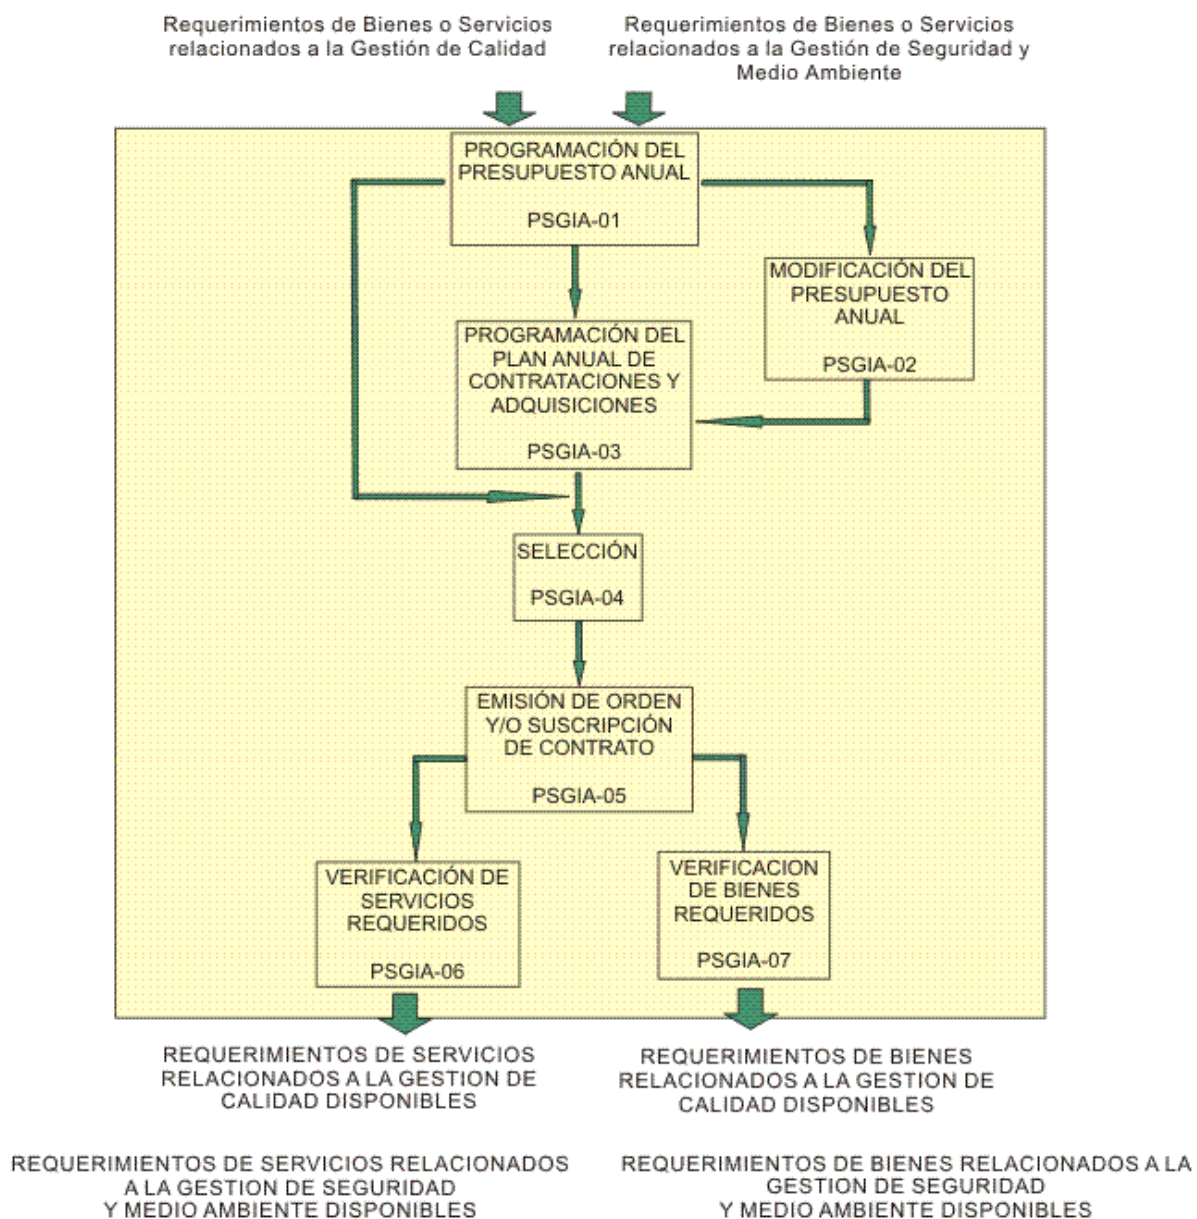 Requerimientos de Bienes o Servicios
relacionados a la Gestión de Calidad
Requerimientos de Bienes o Servicios
relacionados a la Gestión de Seguridad y
Medio Ambiente
PROGRAMACIÓN DEL
PRESUPUESTO ANUAL
PSGIA-01
MODIFICACIÓN DEL
PRESUPUESTO
ANUAL
PSGIA-02
PROGRAMACIÓN DEL
PLAN ANUAL DE
CONTRATACIONES Y
ADQUISICIONES
PSGIA-03
SELECCIÓN
PSGIA-04
EMISIÓN DE ORDEN
Y/O SUSCRIPCIÓN
DE CONTRATO
PSGIA-05
VERIFICACIÓN DE
SERVICIOS
REQUERIDOS
PSGIA-06
VERIFICACION
DE BIENES
REQUERIDOS
PSGIA-07
REQUERIMIENTOS DE SERVICIOS
RELACIONADOS A LA GESTION DE
CALIDAD DISPONIBLES
REQUERIMIENTOS DE BIENES
RELACIONADOS A LA GESTION DE
CALIDAD DISPONIBLES
REQUERIMIENTOS DE SERVICIOS RELACIONADOS
A LA GESTION DE SEGURIDAD
Y MEDIO AMBIENTE DISPONIBLES
REQUERIMIENTOS DE BIENES RELACIONADOS A LA
GESTION DE SEGURIDAD
Y MEDIO AMBIENTE DISPONIBLES